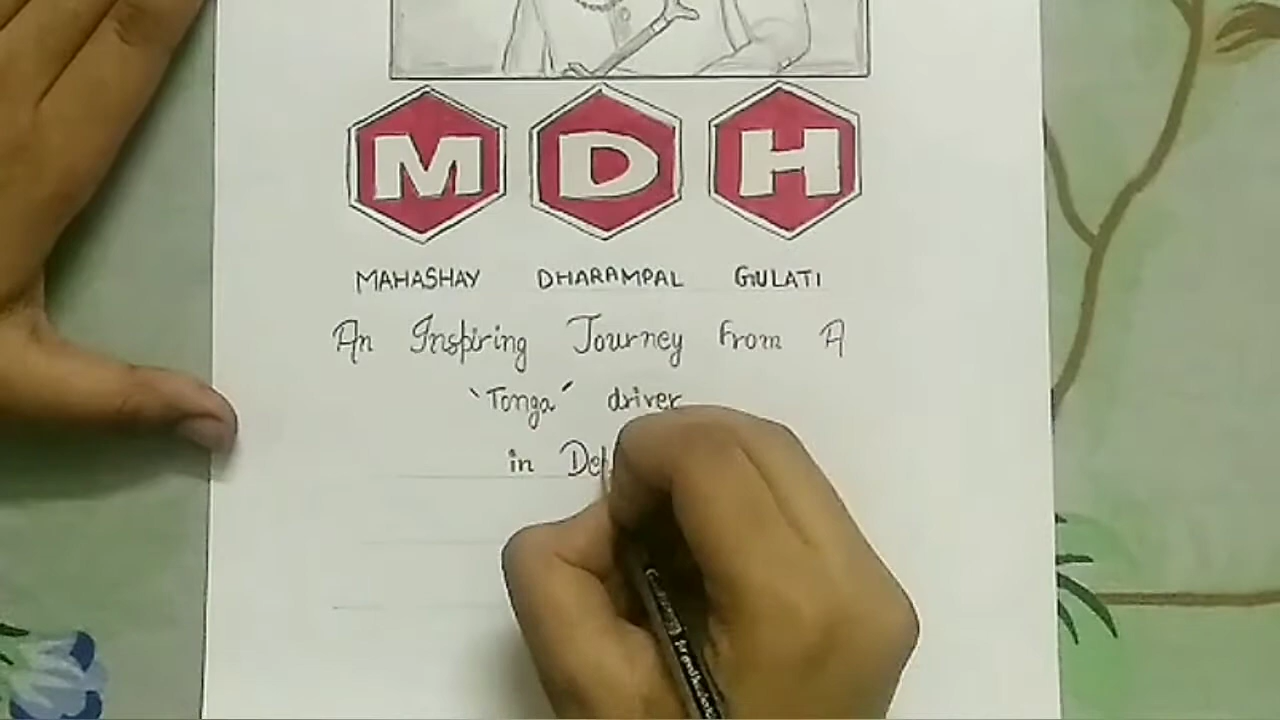 M D H
MAHASHAY DHARAMPAL GULATI
An Inspiring Journey From A
'Tonga' driver
in